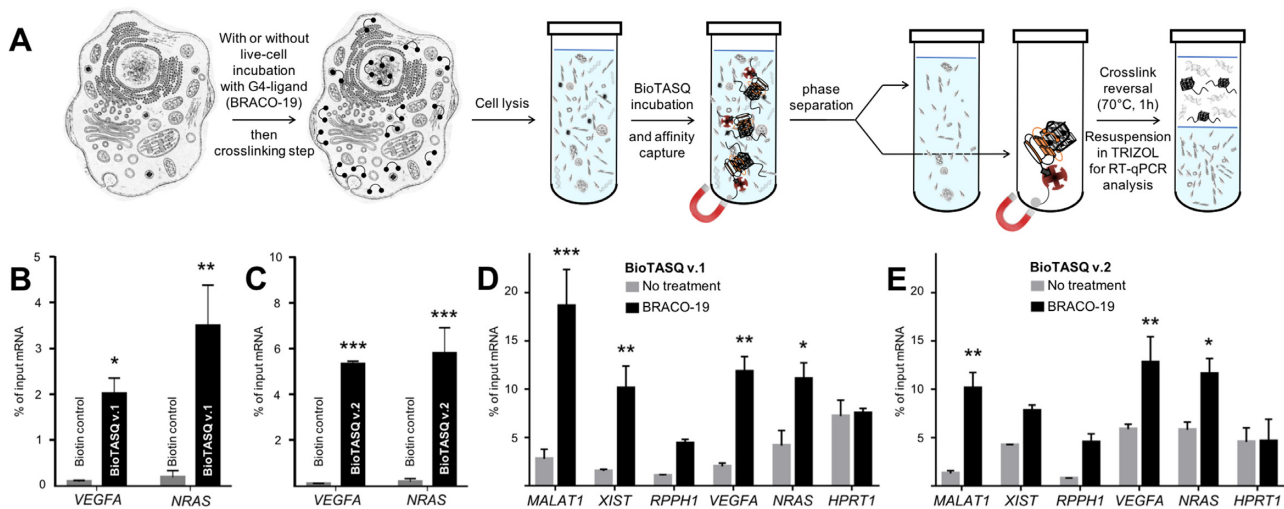 A
With or without
live-cell
incubation
with G4-ligand
(BRACO-19)
then
crosslinking step
Cell lysis
BioTASQ
incubation
and affinity
capture
phase
separation
Crosslink
reversal
(70°C, 1h)
Resuspension
in TRIZOL
for RT-qPCR
analysis
B
% of input mRNA
5
4
3
2
1
0
Biotin control
BioTASQ v.1
*
Biotin control
BioTASQ v.1
**
VEGFA
NRAS
C
% of input mRNA
10
8
6
4
2
0
Biotin control
BioTASQ v.2
***
Biotin control
BioTASQ v.2
***
VEGFA
NRAS
D
BioTASQ v.1
No treatment
BRACO-19
% of input mRNA
20
15
10
5
***
**
**
*
MALAT1
XIST
RPPH1
VEGFA
NRAS
HPRT1
E
BioTASQ v.2
No treatment
BRACO-19
% of input mRNA
20
15
10
5
**
**
*
MALAT1
XIST
RPPH1
VEGFA
NRAS
HPRT1